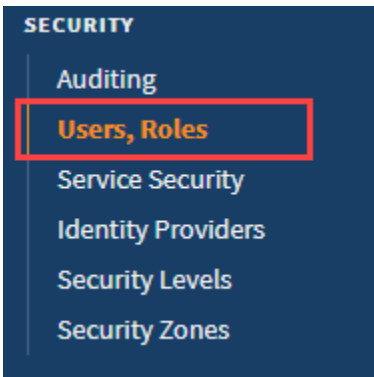 SECURITY
Auditing
Users, Roles
Service Security
Identity Providers
Security Levels
Security Zones